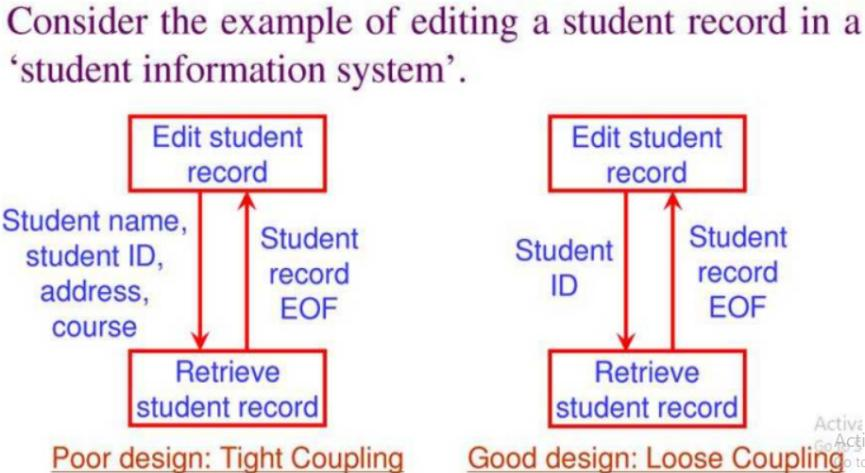 Consider the example of editing a student record in a
‘student information system’.
Edit student
record
Student name,
student ID,
address,
course
Student
record
EOF
Retrieve
student record
Poor design: Tight Coupling
Edit student
record
Student
ID
Student
record
EOF
Retrieve
student record
Good design: Loose Coupling